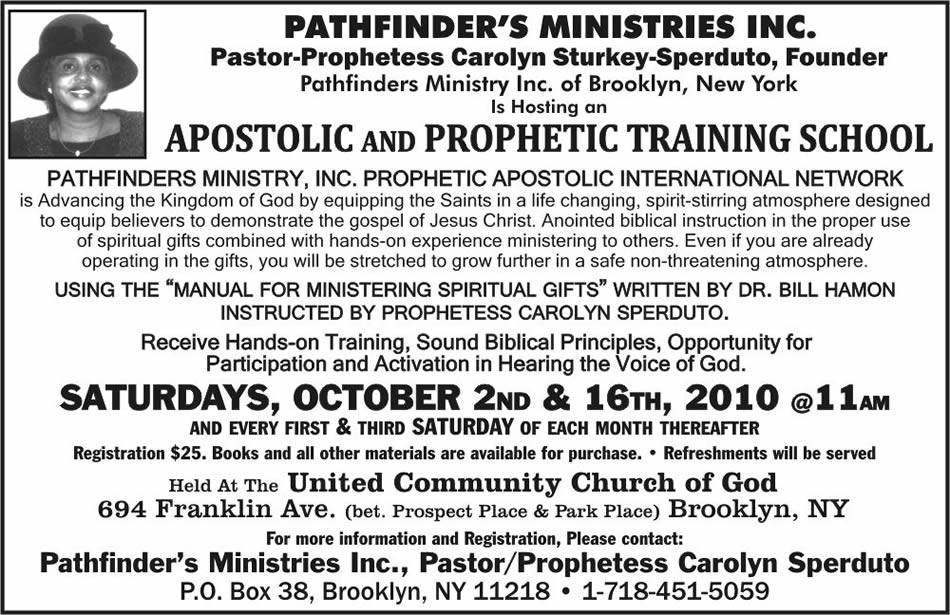 PATHFINDER'S MINISTRIES INC.
Pastor-Prophetess Carolyn Sturkey-Sperduto, Founder
Pathfinders Ministry Inc. of Brooklyn, New York
Is Hosting an
APOSTOLIC AND PROPHETIC TRAINING SCHOOL
PATHFINDERS MINISTRY, INC. PROPHETIC APOSTOLIC INTERNATIONAL NETWORK
is Advancing the Kingdom of God by equipping the Saints in a life changing, spirit-stirring atmosphere designed
to equip believers to demonstrate the gospel of Jesus Christ. Anointed biblical instruction in the proper use
of spiritual gifts combined with hands-on experience ministering to others. Even if you are already
operating in the gifts, you will be stretched to grow further in a safe non-threatening atmosphere.
USING THE “MANUAL FOR MINISTERING SPIRITUAL GIFTS” WRITTEN BY DR. BILL HAMON
INSTRUCTED BY PROPHETESS CAROLYN SPERDUTO.
Receive Hands-on Training, Sound Biblical Principles, Opportunity for
Participation and Activation in Hearing the Voice of God.
SATURDAYS, OCTOBER 2ND & 16TH, 2010 @11AM
AND EVERY FIRST & THIRD SATURDAY OF EACH MONTH THEREAFTER
Registration $25. Books and all other materials are available for purchase. • Refreshments will be served
Held At The United Community Church of God
694 Franklin Ave. (bet. Prospect Place & Park Place) Brooklyn, NY
For more information and Registration, Please contact:
Pathfinder's Ministries Inc., Pastor/Prophetess Carolyn Sperduto
P.O. Box 38, Brooklyn, NY 11218 • 1-718-451-5059